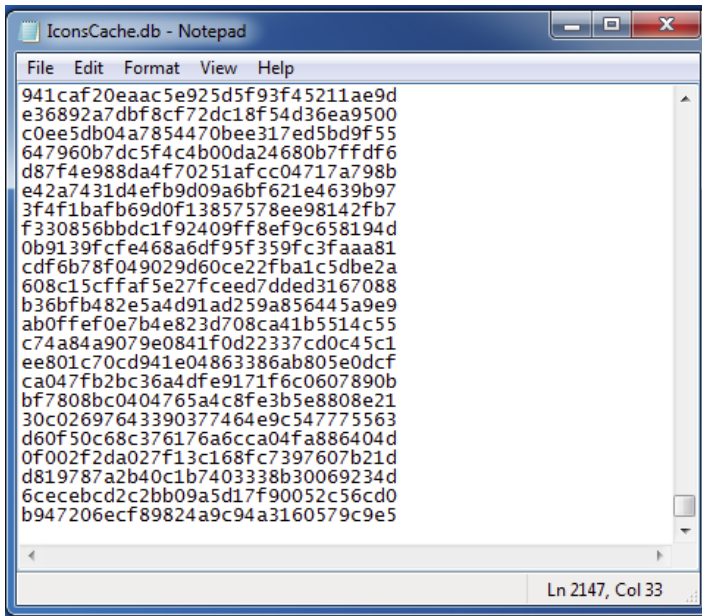 IconsCache.db - Notepad
File Edit Format View Help
941caf20eaac5e925d5f93f45211ae9d
e36892a7dbf8cf72dc18f54d36ea9500
c0ee5db04a7854470bee317ed5bd9f55
647960b7dc5f4c4b00da24680b7ffdf6
d87f4e988da4f70251afcc04717a798b
e42a7431d4efb9d09a6bf621e4639b97
3f4f1bafb69d0f13857578ee98142fb7
f330856bbdc1f92409ff8ef9c658194d
0b9139fcfe468a6df95f359fc3faaa81
cdf6b78f049029d60ce22fba1c5dbe2a
608c15cffaf5e27fceed7dded3167088
b36bfb482e5a4d91ad259a856445a9e9
ab0ffef0e7b4e823d708ca41b5514c55
c74a84a9079e0841f0d22337cd0c45c1
ee801c70cd941e04863386ab805e0dcf
ca047fb2bc36a4dfe9171f6c0607890b
bf7808bc0404765a4c8fe3b5e8808e21
30c02697643390377464e9c547775563
d60f50c68c376176a6cca04fa886404d
0f002f2da027f13c168fc7397607b21d
d819787a2b40c1b7403338b30069234d
6cecebcd2c2bb09a5d17f90052c56cd0
b947206ecf89824a9c94a3160579c9e5
Ln 2147, Col 33